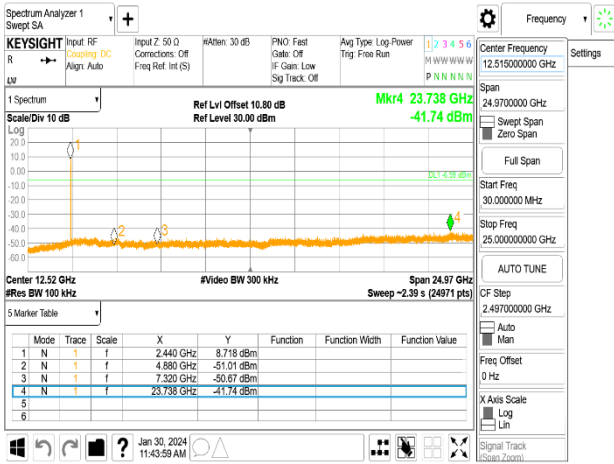 Spectrum Analyzer 1
Swept SA
+
Frequency
KEYSIGHT
R
Input: RF
Coupling: DC
Align: Auto
Input Z: 50 Ω
Corrections: Off
Freq Ref: Int (S)
#Atten: 30 dB
PNO: Fast
Gate: Off
IF Gain: Low
Sig Track: Off
Avg Type: Log-Power
Trig: Free Run
1 2 3 4 5 6
M W W W W W
P N N N N N
Center Frequency
12.515000000 GHz
Settings
Span
24.9700000 GHz
Swept Span
Zero Span
Full Span
Start Freq
30.000000 MHz
Stop Freq
25.000000000 GHz
AUTO TUNE
CF Step
2.497000000 GHz
Auto
Man
Freq Offset
0 Hz
X Axis Scale
Log
Lin
Signal Track
(Span Zoom)
1 Spectrum
Scale/Div 10 dB
Ref Lvl Offset 10.80 dB
Ref Level 30.00 dBm
Mkr4 23.738 GHz
-41.74 dBm
Log
20.0
10.0
0.00
-10.0
-20.0
-30.0
-40.0
-50.0
-60.0
1
2
3
4
DL1 -6.59 dBm
Center 12.52 GHz
#Res BW 100 kHz
#Video BW 300 kHz
Span 24.97 GHz
Sweep ~2.39 s (24971 pts)
5 Marker Table
Mode Trace Scale X Y Function Function Width Function Value
1 N 1 f 2.440 GHz 8.718 dBm
2 N 1 f 4.880 GHz -51.01 dBm
3 N 1 f 7.320 GHz -50.67 dBm
4 N 1 f 23.738 GHz -41.74 dBm
5
6
?
Jan 30, 2024
11:43:59 AM